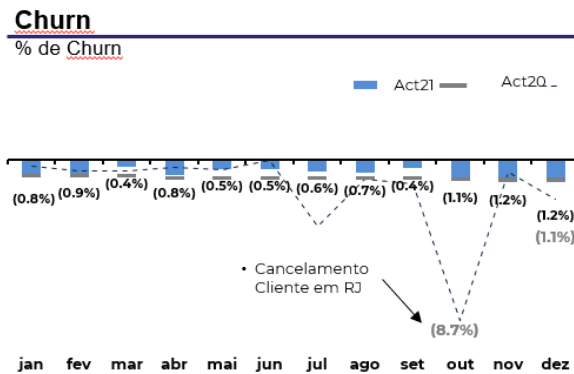 Churn
% de Churn
Act21
Act20
(0.8%) (0.9%) (0.4%) (0.8%) (0.5%) (0.5%) (0.6%) (0.7%) (0.4%) (1.1%) (1.2%) (1.2%)
(1.1%)
• Cancelamento
Cliente em RJ
(8.7%)
jan fev mar abr mai jun jul ago set out nov dez